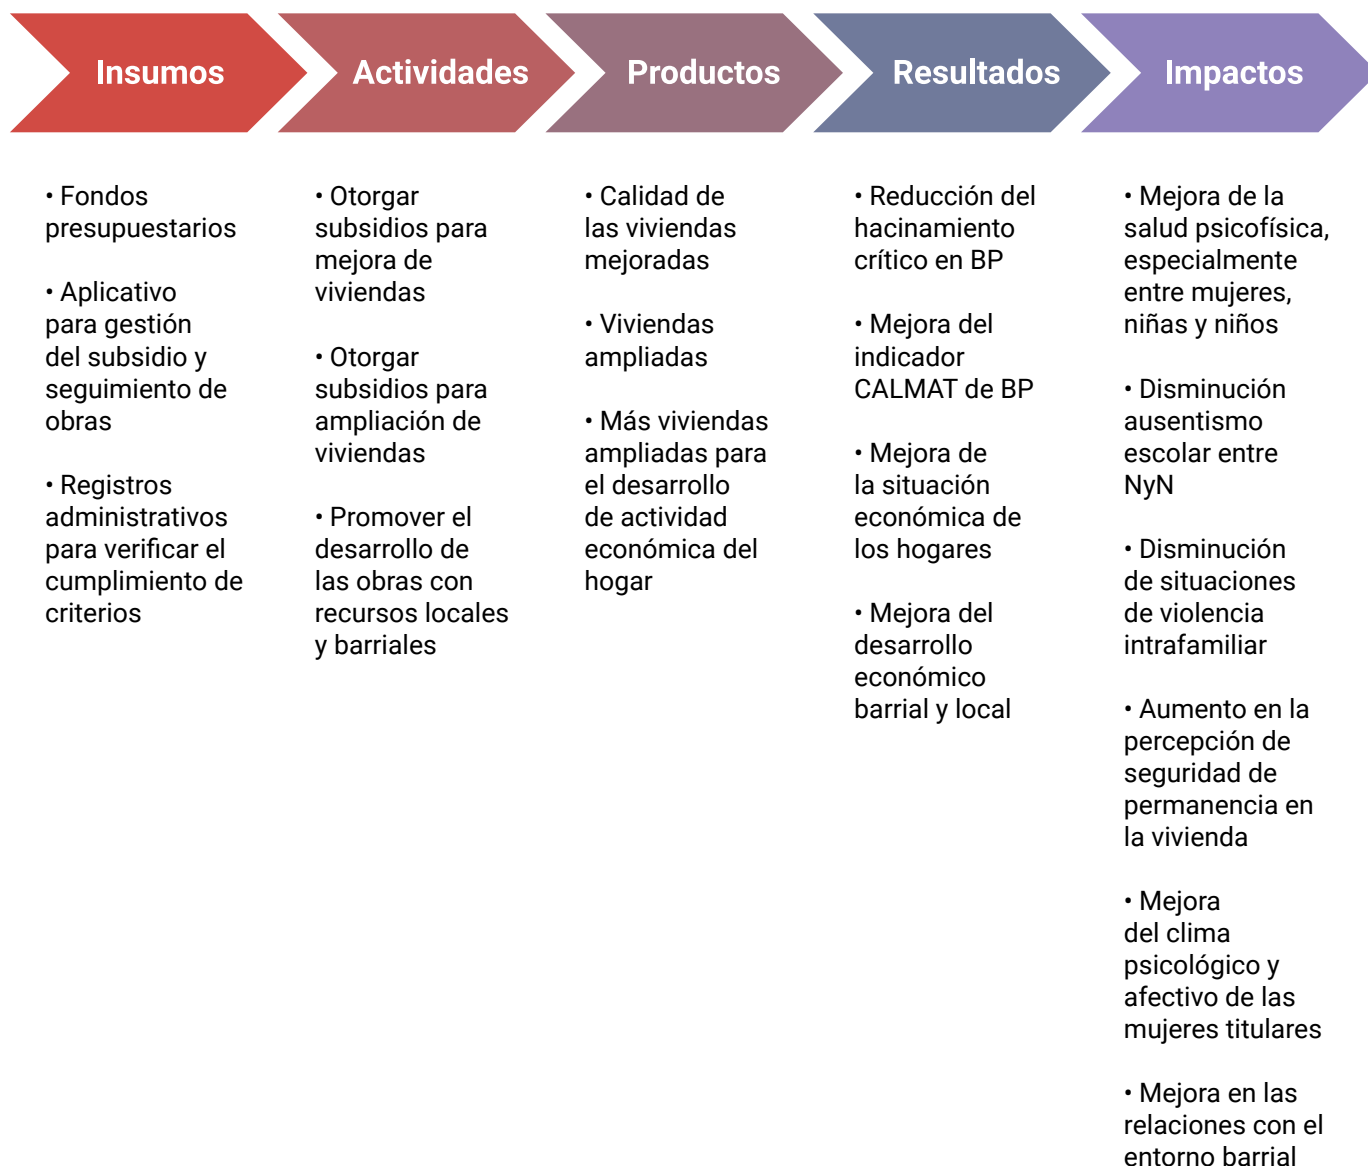 Insumos
Actividades
Productos
Resultados
Impactos
• Fondos
presupuestarios
• Aplicativo
para gestión
del subsidio y
seguimiento de
obras
• Registros
administrativos
para verificar el
cumplimiento de
criterios
• Otorgar
subsidios para
mejora de
viviendas
• Otorgar
subsidios para
ampliación de
viviendas
• Promover el
desarrollo de
las obras con
recursos locales
y barriales
• Calidad de
las viviendas
mejoradas
• Viviendas
ampliadas
• Más viviendas
ampliadas para
el desarrollo
de actividad
económica del
hogar
• Reducción del
hacinamiento
crítico en BP
• Mejora del
indicador
CALMAT de BP
• Mejora de
la situación
económica de
los hogares
• Mejora del
desarrollo
económico
barrial y local
• Mejora de la
salud psicofísica,
especialmente
entre mujeres,
niñas y niños
• Disminución
ausentismo
escolar entre
NyN
• Disminución
de situaciones
de violencia
intrafamiliar
• Aumento en la
percepción de
seguridad de
permanencia en
la vivienda
• Mejora
del clima
psicológico y
afectivo de las
mujeres titulares
• Mejora en las
relaciones con el
entorno barrial